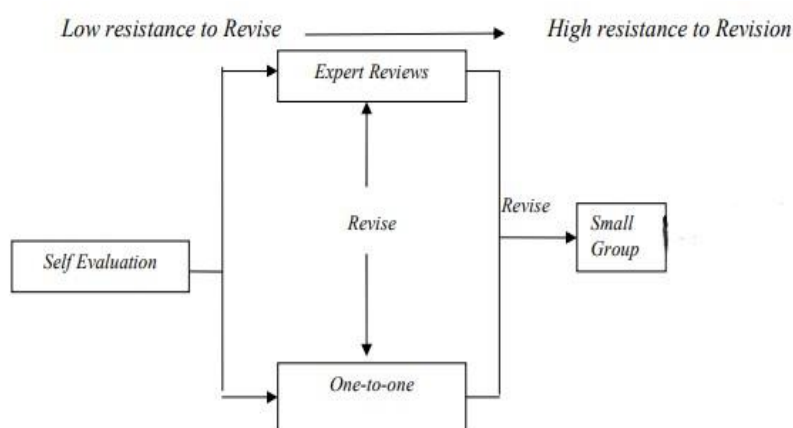 Low resistance to Revise
High resistance to Revision
Expert Reviews
Revise
Revise
Small
Group
Self Evaluation
One-to-one